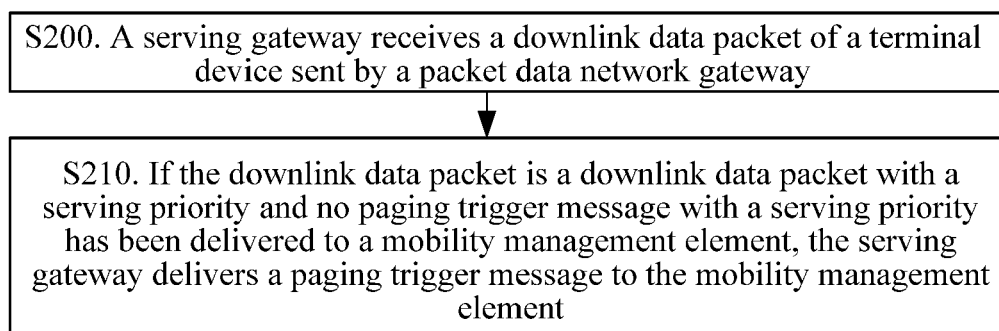 S200. A serving gateway receives a downlink data packet of a terminal
device sent by a packet data network gateway
S210. If the downlink data packet is a downlink data packet with a
serving priority and no paging trigger message with a serving priority
has been delivered to a mobility management element, the serving
gateway delivers a paging trigger message to the mobility management
element